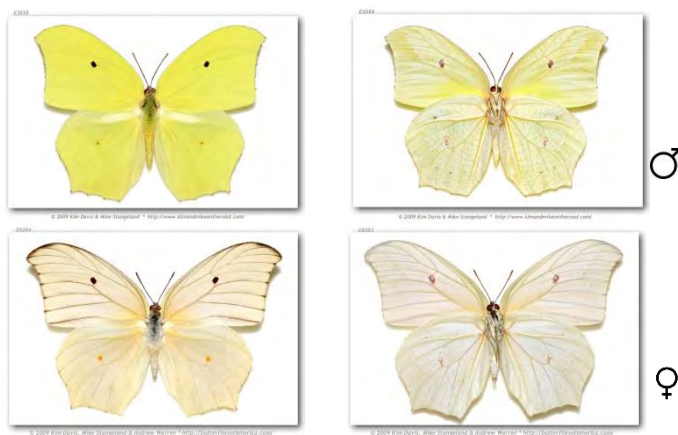 © 2009 Kim Davis & Mike Stangeland * http://www.kimandmikeontheroad.com/
© 2009 Kim Davis & Mike Stangeland * http://www.kimandmikeontheroad.com/
♂
© 2009 Kim Davis, Mike Stangeland & Andrew Warren * http://butterfliesofamerica.com/
© 2009 Kim Davis, Mike Stangeland & Andrew Warren * http://butterfliesofamerica.com/
♀